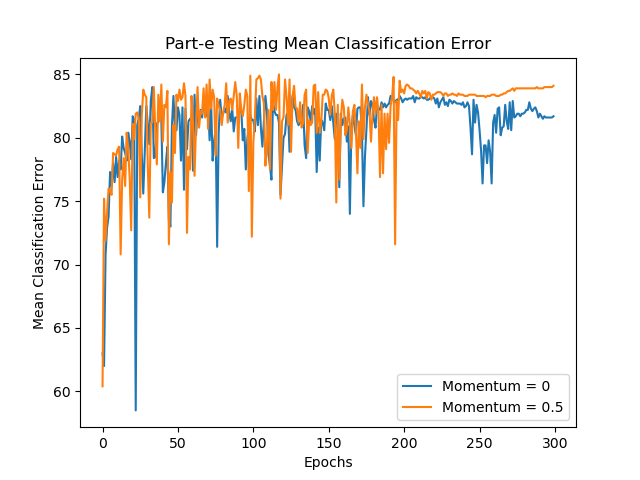 Part-e Testing Mean Classification Error
Mean Classification Error
85
80
75
70
65
60
0
50
100
150
200
250
300
Epochs
Momentum = 0
Momentum = 0.5